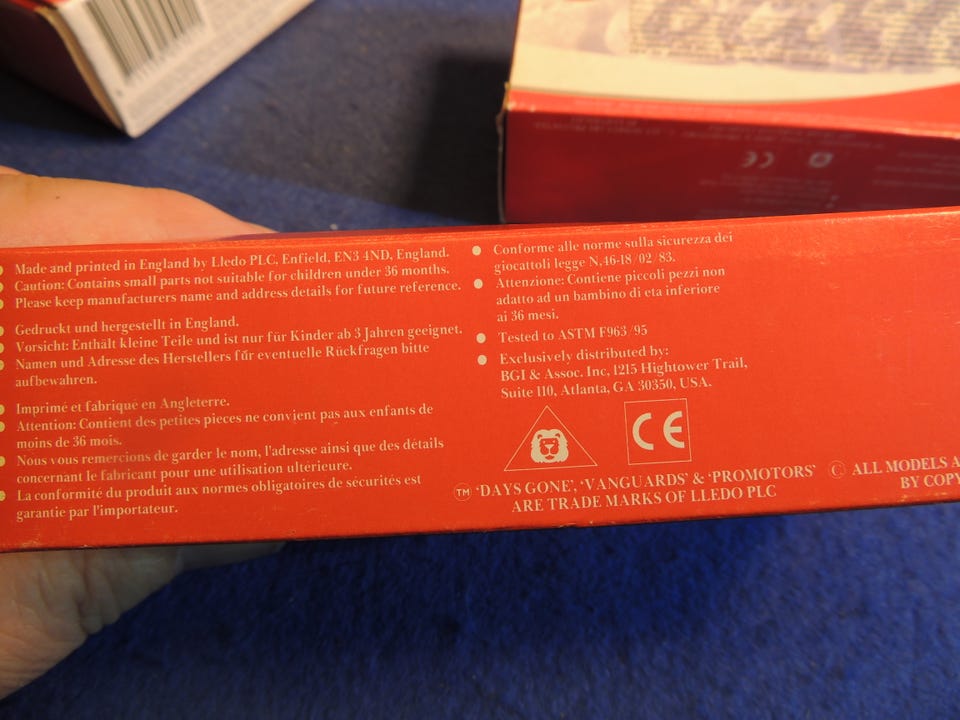 Made and printed in England by Lledo PLC, Enfield, EN3 4ND, England.
Caution: Contains small parts not suitable for children under 36 months.
Please keep manufacturers name and address details for future reference.
Gedruckt und hergestellt in England.
Vorsicht: Enthält kleine Teile und ist nur für Kinder ab 3 Jahren geeignet.
Namen und Adresse des Herstellers für eventuelle Rückfragen bitte
aufbewahren.
Imprimé et fabriqué en Angleterre.
Attention: Contient des petites pieces ne convient pas aux enfants de
moins de 36 mois.
Nous vous remercions de garder le nom, l'adresse ainsi que des détails
concernant le fabricant pour une utilisation ultérieure.
La conformité du produit aux normes obligatoires de sécurités est
garantie par l'importateur.
Conforme alle norme sulla sicurezza dei
giocattoli legge N,46-18/02/83.
Attenzione: Contiene piccoli pezzi non
adatto ad un bambino di eta inferiore
ai 36 mesi.
Tested to ASTM F963/95
Exclusively distributed by:
BGI & Assoc. Inc, 1215 Hightower Trail,
Suite 110, Atlanta, GA 30350, USA.
CE
TM 'DAYS GONE', 'VANGUARDS' & 'PROMOTORS'
ARE TRADE MARKS OF LLEDO PLC
© ALL MODELS A
BY COPY
CE